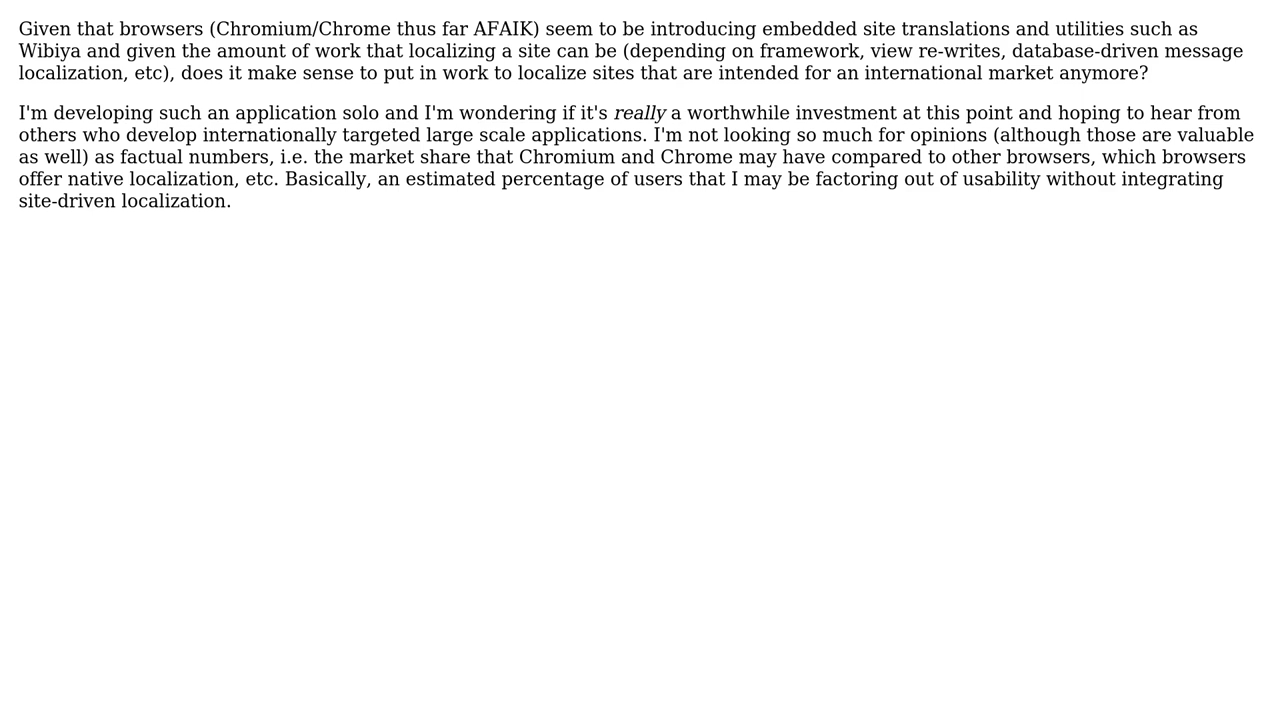 Given that browsers (Chromium/Chrome thus far AFAIK) seem to be introducing embedded site translations and utilities such as
Wibiya and given the amount of work that localizing a site can be (depending on framework, view re-writes, database-driven message
localization, etc), does it make sense to put in work to localize sites that are intended for an international market anymore?
I'm developing such an application solo and I'm wondering if it's really a worthwhile investment at this point and hoping to hear from
others who develop internationally targeted large scale applications. I'm not looking so much for opinions (although those are valuable
as well) as factual numbers, i.e. the market share that Chromium and Chrome may have compared to other browsers, which browsers
offer native localization, etc. Basically, an estimated percentage of users that I may be factoring out of usability without integrating
site-driven localization.